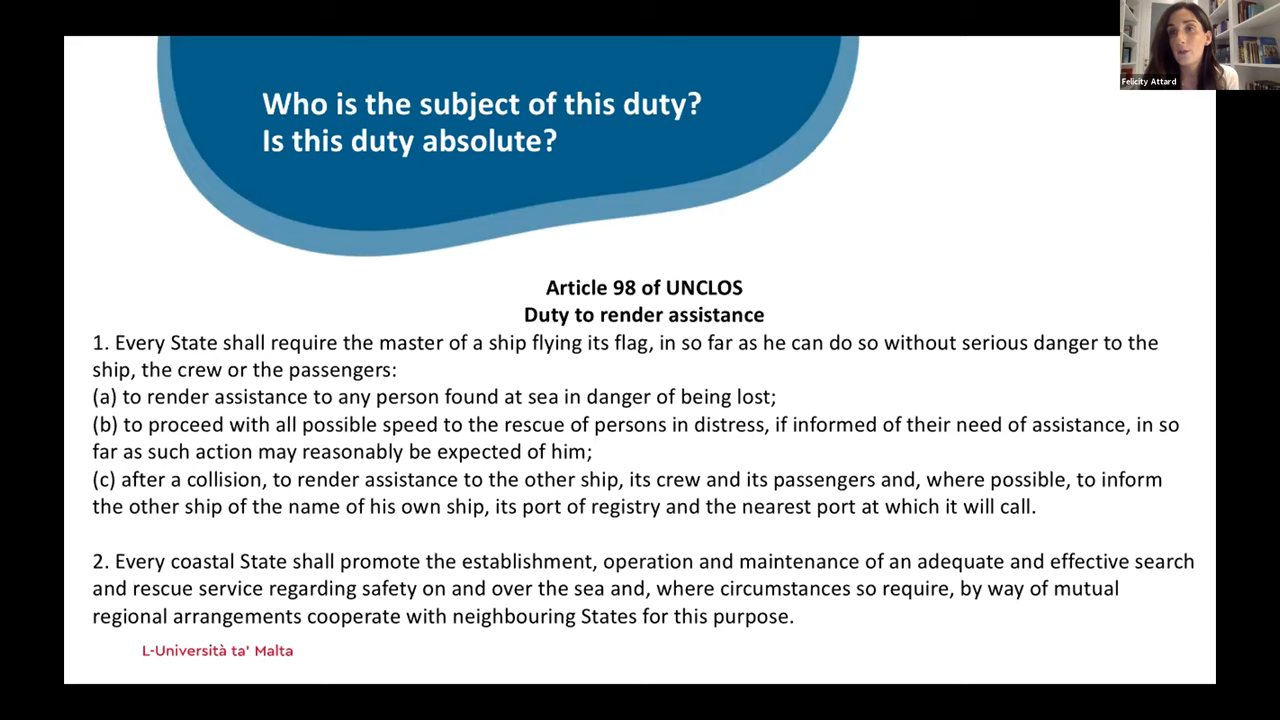 Felicity Attard
Who is the subject of this duty?
Is this duty absolute?
Article 98 of UNCLOS
Duty to render assistance
1. Every State shall require the master of a ship flying its flag, in so far as he can do so without serious danger to the
ship, the crew or the passengers:
(a) to render assistance to any person found at sea in danger of being lost;
(b) to proceed with all possible speed to the rescue of persons in distress, if informed of their need of assistance, in so
far as such action may reasonably be expected of him;
(c) after a collision, to render assistance to the other ship, its crew and its passengers and, where possible, to inform
the other ship of the name of his own ship, its port of registry and the nearest port at which it will call.
2. Every coastal State shall promote the establishment, operation and maintenance of an adequate and effective search
and rescue service regarding safety on and over the sea and, where circumstances so require, by way of mutual
regional arrangements cooperate with neighbouring States for this purpose.
L-Università ta' Malta